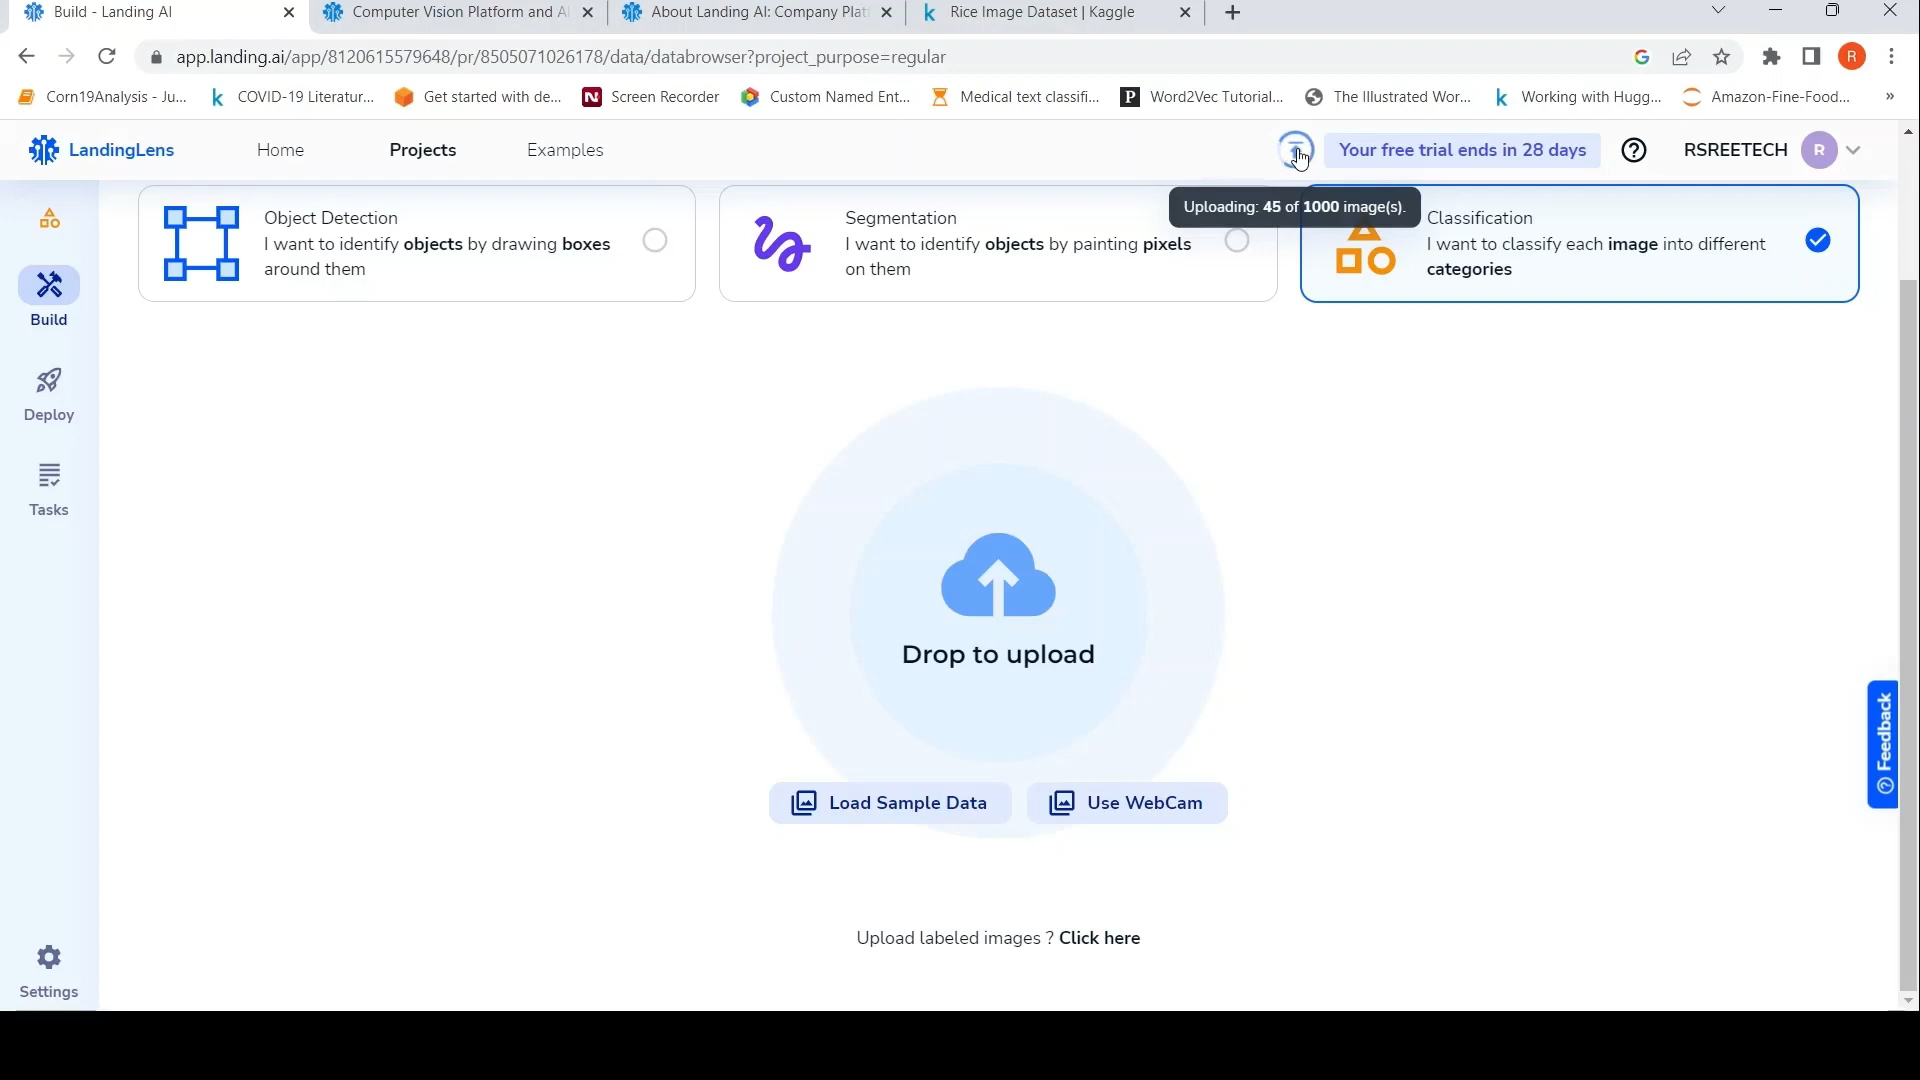 Build - Landing AI
Computer Vision Platform and AI
About Landing AI: Company Plat
Rice Image Dataset | Kaggle
app.landing.ai/app/8120615579648/pr/8505071026178/data/databrowser?project_purpose=regular
R
Corn19Analysis - Ju...
COVID-19 Literatur...
Get started with de...
Screen Recorder
Custom Named Ent...
Medical text classifi...
Word2Vec Tutorial...
The Illustrated Wor...
Working with Hugg...
Amazon-Fine-Food...
LandingLens
Home
Projects
Examples
Your free trial ends in 28 days
RSREETECH
R
Uploading: 45 of 1000 image(s).
Object Detection
I want to identify objects by drawing boxes
around them
Segmentation
I want to identify objects by painting pixels
on them
Classification
I want to classify each image into different
categories
Build
Deploy
Tasks
Settings
Drop to upload
Load Sample Data
Use WebCam
Upload labeled images ? Click here
Feedback